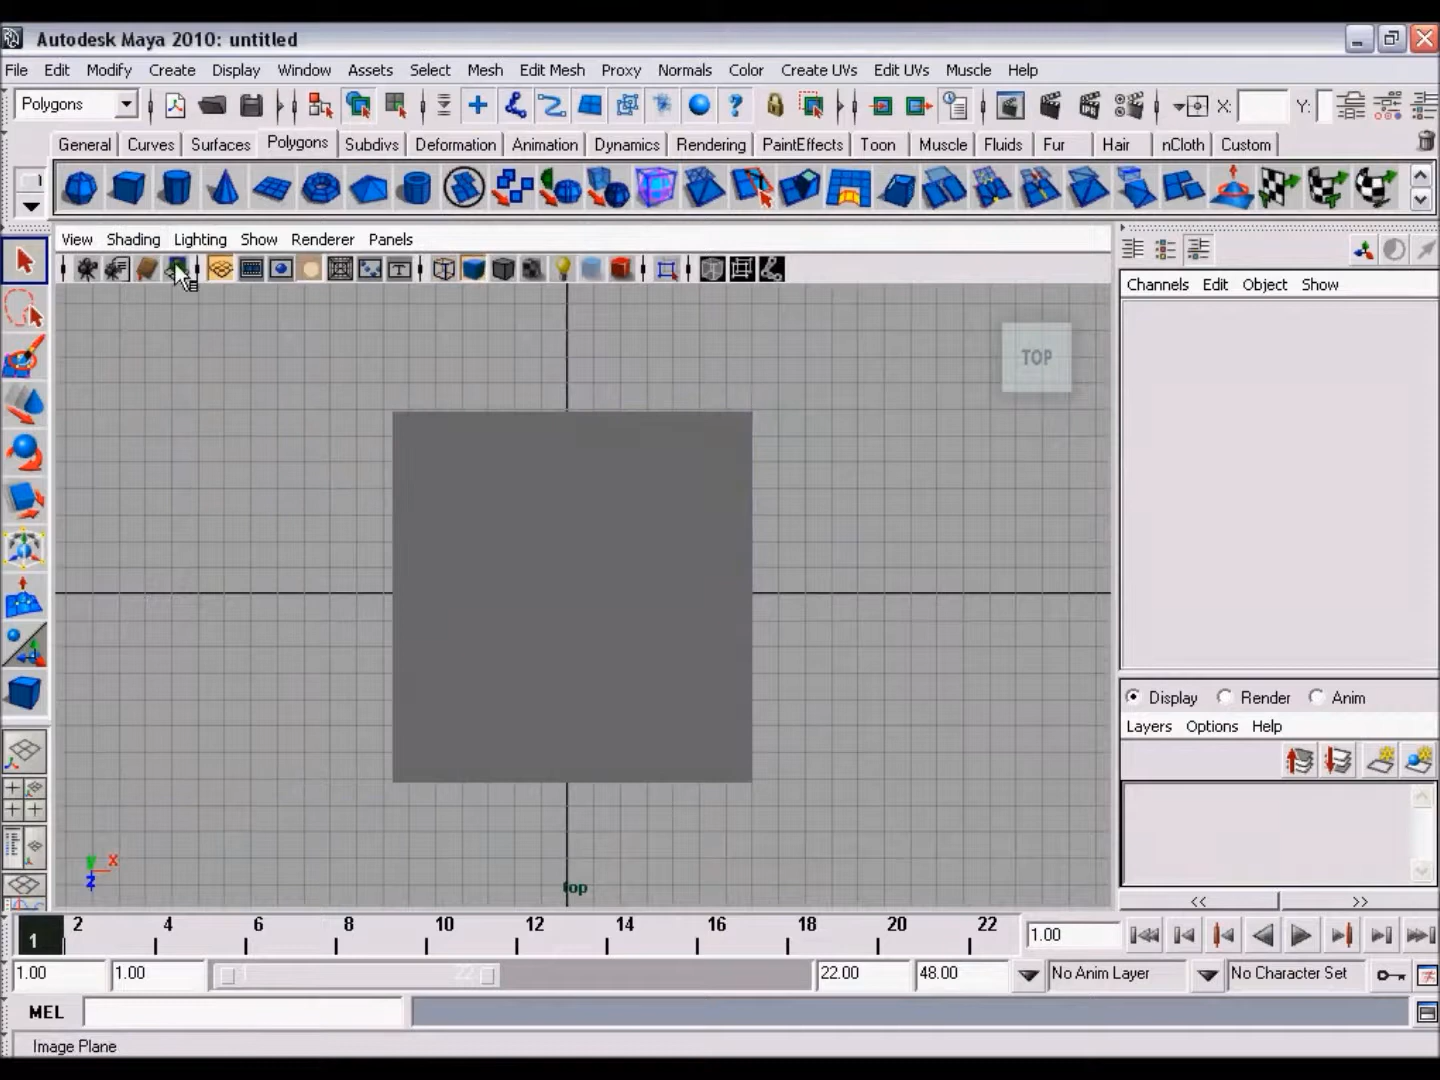 Autodesk Maya 2010: untitled
File Edit Modify Create Display Window Assets Select Mesh Edit Mesh Proxy Normals Color Create UVs Edit UVs Muscle Help
Polygons X: Y:
General Curves Surfaces Polygons Subdivs Deformation Animation Dynamics Rendering PaintEffects Toon Muscle Fluids Fur Hair nCloth Custom
View Shading Lighting Show Renderer Panels
Channels Edit Object Show
TOP
Display Render Anim
Layers Options Help
y x
z
top
<< >>
1 2 4 6 8 10 12 14 16 18 20 22 1.00
1.00 1.00 1 22 22.00 48.00 No Anim Layer No Character Set
MEL
Image Plane